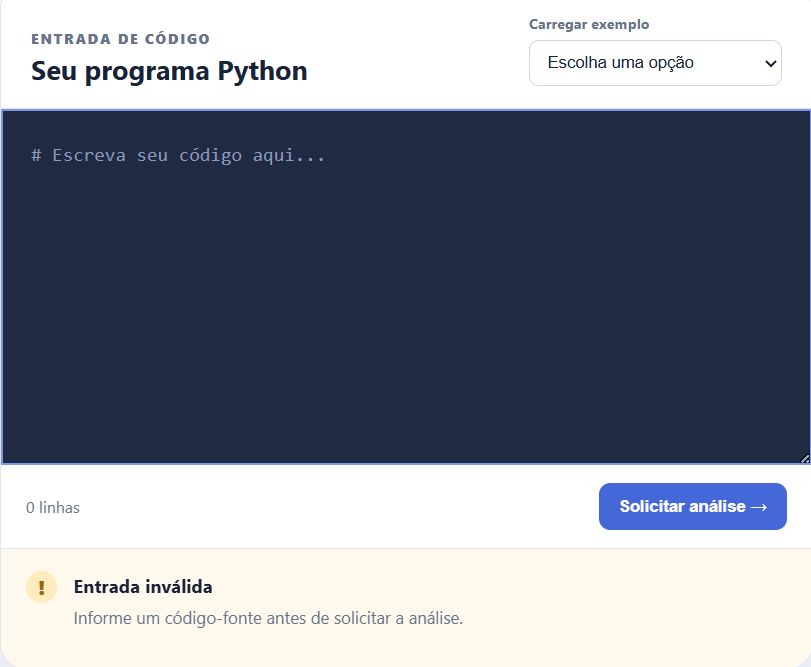 ENTRADA DE CÓDIGO
Seu programa Python
Carregar exemplo
Escolha uma opção
# Escreva seu código aqui...
0 linhas
Solicitar análise →
!
Entrada inválida
Informe um código-fonte antes de solicitar a análise.